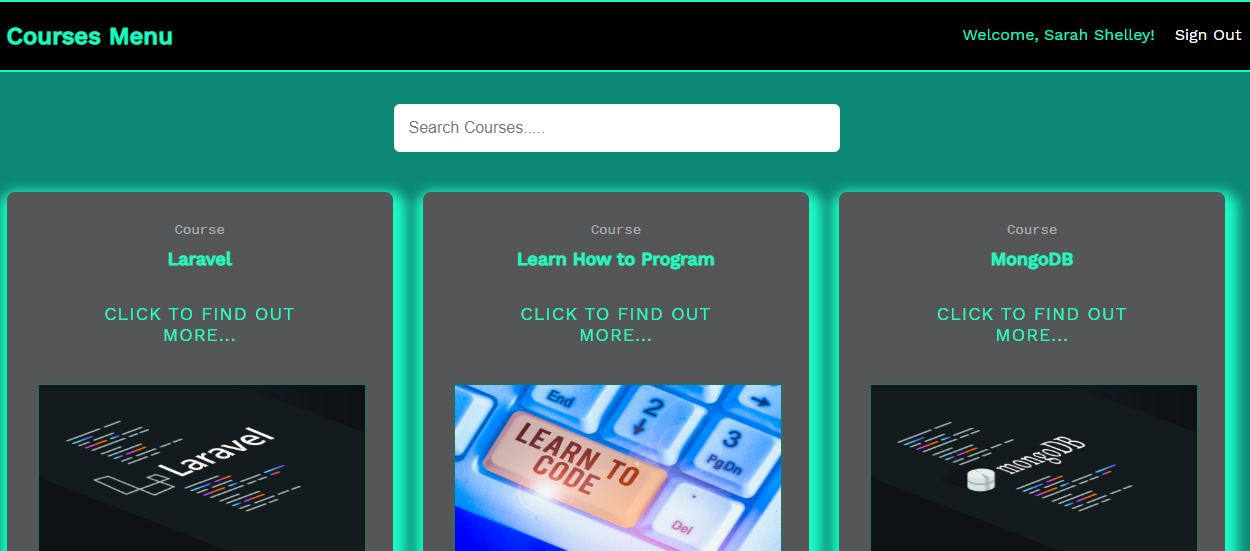 Courses Menu
Welcome, Sarah Shelley!
Sign Out
Search Courses.....
Course
Laravel
CLICK TO FIND OUT
MORE...
Course
Learn How to Program
CLICK TO FIND OUT
MORE...
Course
MongoDB
CLICK TO FIND OUT
MORE...
Laravel
End
2
3
PgDn
LEARN TO
CODE
Del
mongoDB